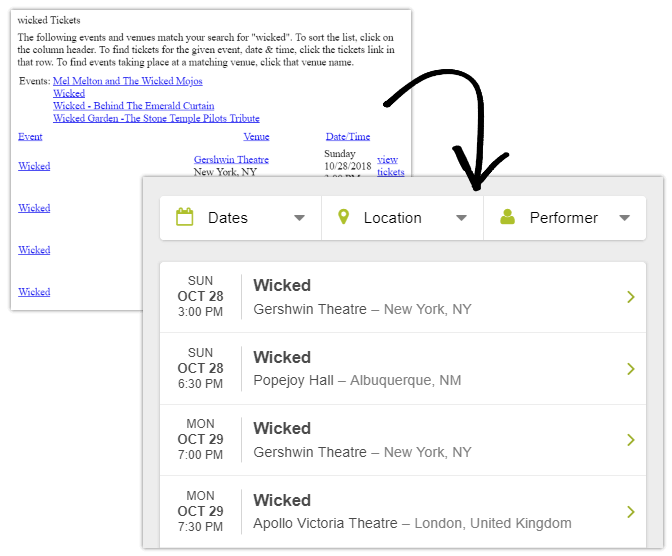 wicked Tickets
The following events and venues match your search for "wicked". To sort the list, click on
the column header. To find tickets for the given event, date & time, click the tickets link in
that row. To find events taking place at a matching venue, click that venue name.
Events: Mel Melton and The Wicked Mojos
Wicked
Wicked - Behind The Emerald Curtain
Wicked Garden -The Stone Temple Pilots Tribute
Event Venue Date/Time
Wicked Gershwin Theatre New York, NY Sunday 10/28/2018 view tickets
Wicked
Wicked
Wicked
Dates Location Performer
SUN
OCT 28
3:00 PM
Wicked
Gershwin Theatre – New York, NY
SUN
OCT 28
6:30 PM
Wicked
Popejoy Hall – Albuquerque, NM
MON
OCT 29
7:00 PM
Wicked
Gershwin Theatre – New York, NY
MON
OCT 29
7:30 PM
Wicked
Apollo Victoria Theatre – London, United Kingdom